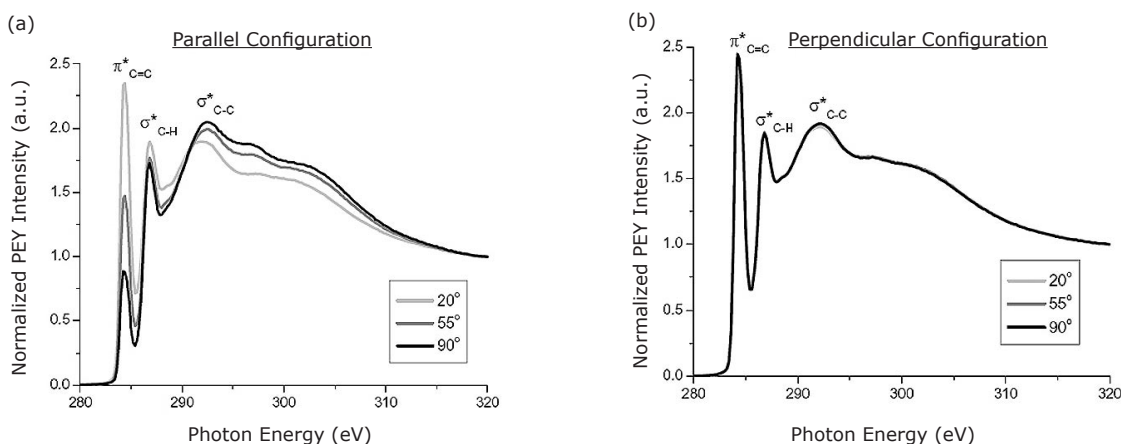 (a)
Parallel Configuration
π*C=C
σ*C-H
σ*C-C
Normalized PEY Intensity (a.u.)
2.5
2.0
1.5
1.0
0.5
0.0
20°
55°
90°
280
290
300
310
320
Photon Energy (eV)
(b)
Perpendicular Configuration
π*C=C
σ*C-H
σ*C-C
Normalized PEY Intensity (a.u.)
2.5
2.0
1.5
1.0
0.5
0.0
20°
55°
90°
280
290
300
310
320
Photon Energy (eV)